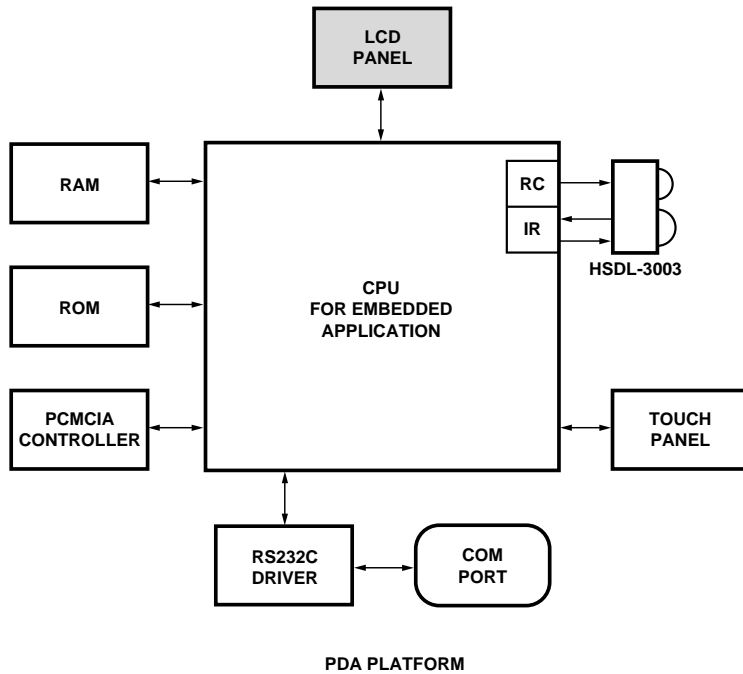 LCD
PANEL
RAM
RC
IR
HSDL-3003
ROM
CPU
FOR EMBEDDED
APPLICATION
PCMCIA
CONTROLLER
TOUCH
PANEL
RS232C
DRIVER
COM
PORT
PDA PLATFORM